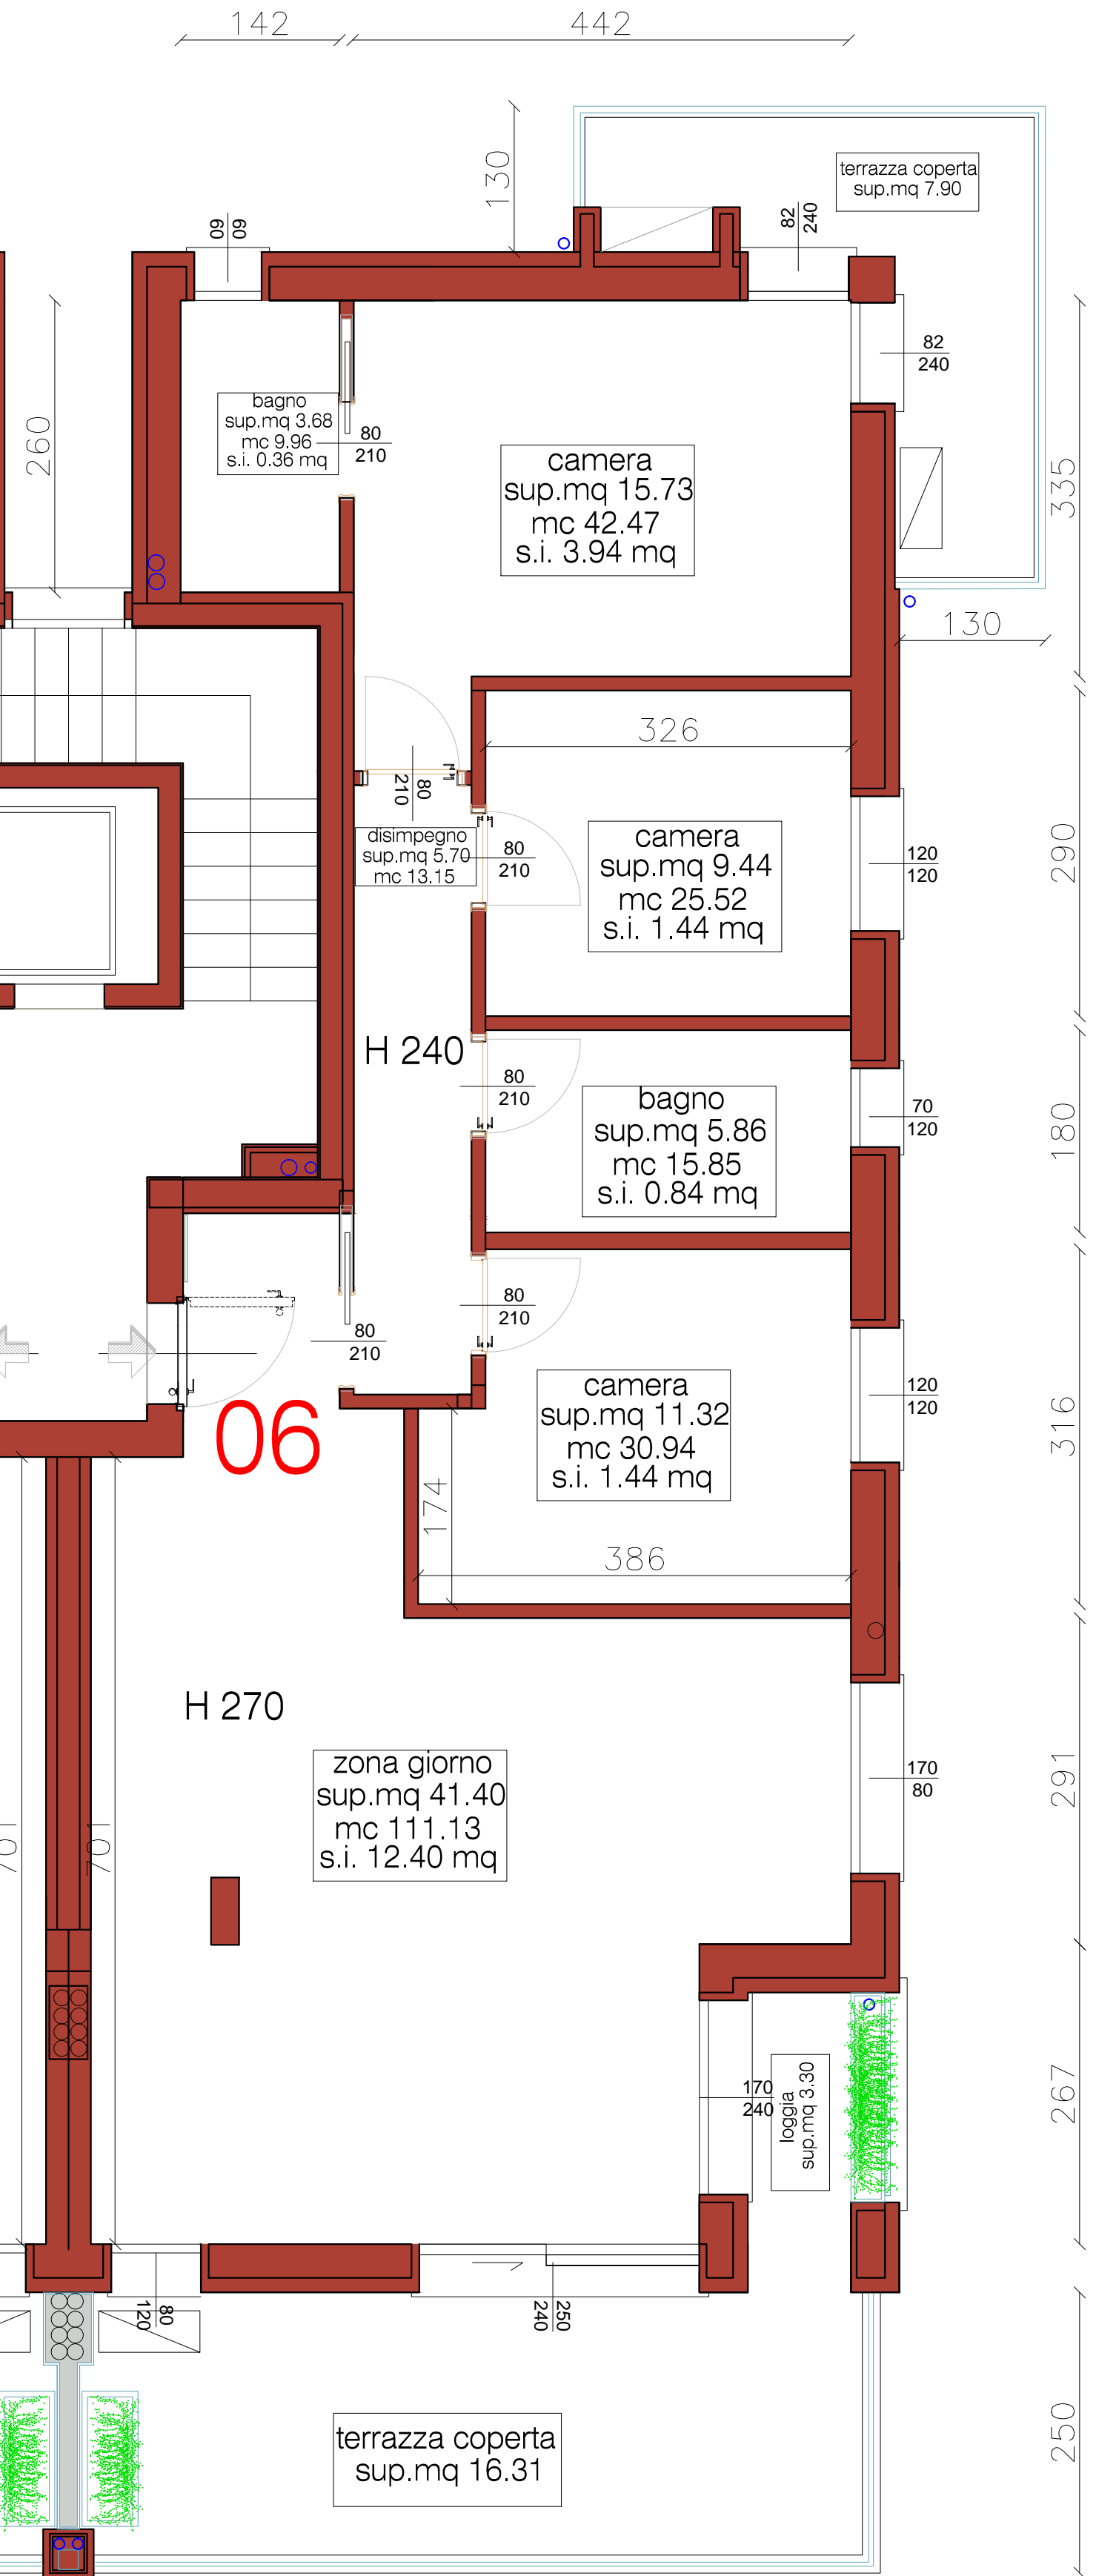 142
442
130
terrazza coperta
sup.mq 7.90
60
60
82
240
82
240
260
bagno
sup.mq 3.68
mc 9.96
s.i. 0.36 mq
80
210
camera
sup.mq 15.73
mc 42.47
s.i. 3.94 mq
335
130
326
80
210
disimpegno
sup.mq 5.70
mc 13.15
80
210
camera
sup.mq 9.44
mc 25.52
s.i. 1.44 mq
120
120
290
H 240
80
210
bagno
sup.mq 5.86
mc 15.85
s.i. 0.84 mq
70
120
180
80
210
80
210
06
camera
sup.mq 11.32
mc 30.94
s.i. 1.44 mq
120
120
316
174
386
H 270
zona giorno
sup.mq 41.40
mc 111.13
s.i. 12.40 mq
170
80
291
701
701
170
240
loggia
sup.mq 3.30
267
80
120
250
240
terrazza coperta
sup.mq 16.31
250